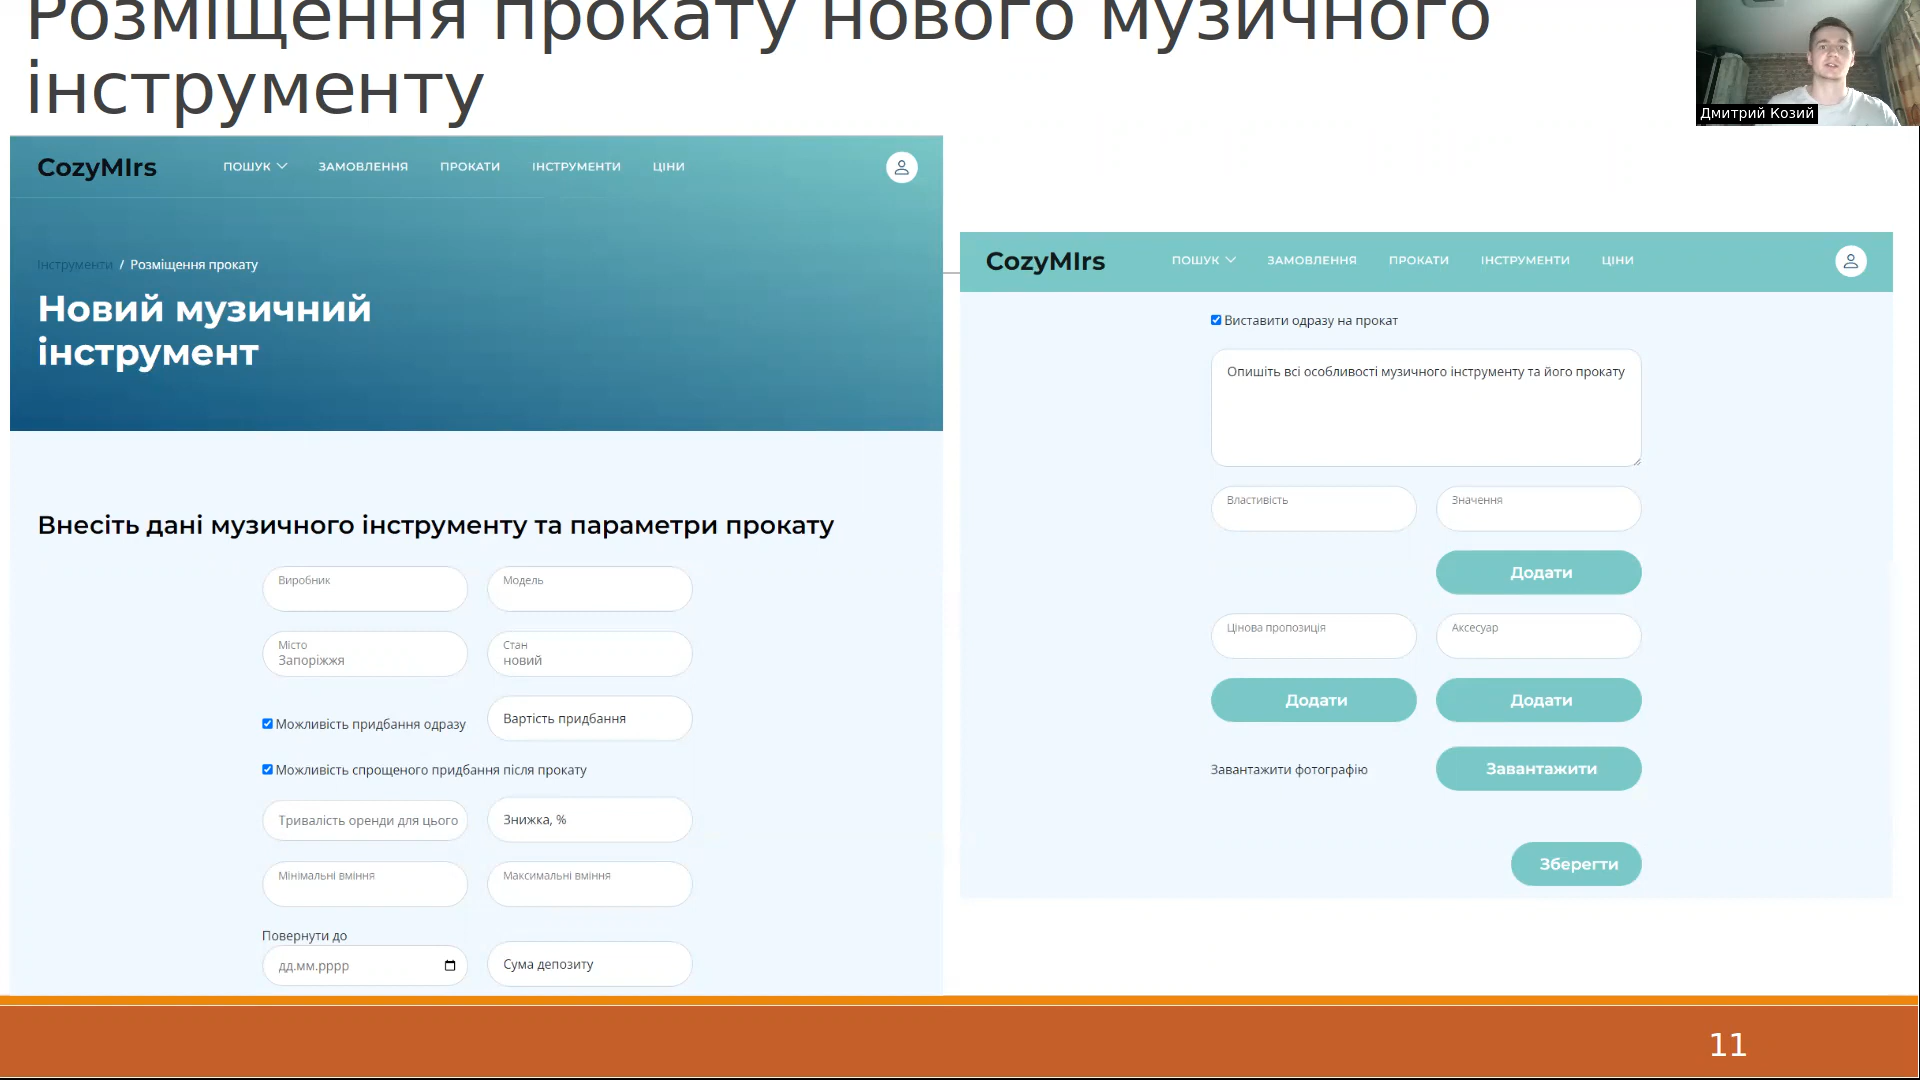 Розміщення прокату нового музичного
інструменту
Дмитрий Козий
CozyMIrs
ПОШУК
ЗАМОВЛЕННЯ
ПРОКАТИ
ІНСТРУМЕНТИ
ЦІНИ
Інструменти / Розміщення прокату
Новий музичний
інструмент
Внесіть дані музичного інструменту та параметри прокату
Виробник
Модель
Місто
Запоріжжя
Стан
новий
Можливість придбання одразу
Вартість придбання
Можливість спрощеного придбання після прокату
Тривалість оренди для цього
Знижка, %
Мінімальні вміння
Максимальні вміння
Повернути до
дд.мм.рррр
Сума депозиту
CozyMIrs
ПОШУК
ЗАМОВЛЕННЯ
ПРОКАТИ
ІНСТРУМЕНТИ
ЦІНИ
Виставити одразу на прокат
Опишіть всі особливості музичного інструменту та його прокату
Властивість
Значення
Додати
Цінова пропозиція
Аксесуар
Додати
Додати
Завантажити фотографію
Завантажити
Зберегти
11